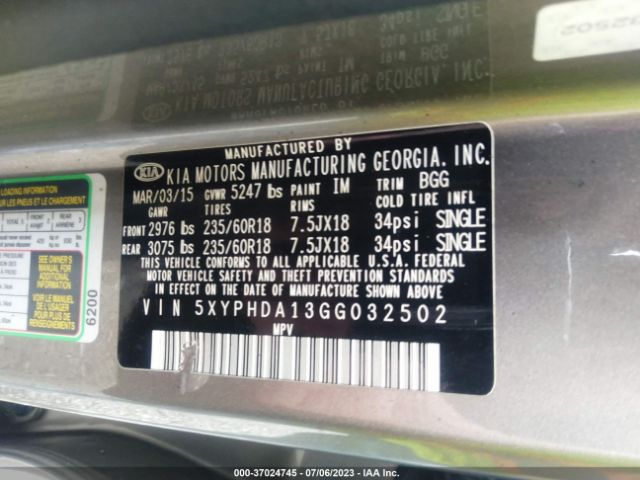 MANUFACTURED BY
KIA KIA MOTORS MANUFACTURING GEORGIA, INC.
MAR/03/15 GVWR 5247 lbs PAINT IM TRIM BGG
GAWR TIRES RIMS COLD TIRE INFL
FRONT 2976 lbs 235/60R18 7.5JX18 34psi SINGLE
REAR 3075 lbs 235/60R18 7.5JX18 34psi SINGLE
THIS VEHICLE CONFORMS TO ALL APPLICABLE U.S.A. FEDERAL
MOTOR VEHICLE SAFETY AND THEFT PREVENTION STANDARDS
IN EFFECT ON THE DATE OF MANUFACTURE SHOWN ABOVE.
VIN 5XYPHDA13GG032502
MPV
LOADING INFORMATION
SEE OWNER'S
MANUAL FOR
ADDITIONAL
INFORMATION
VOIR LE MANUEL
DE L'USAGER
POUR PLUS DE
6200
000-37024745 - 07/06/2023 - IAA Inc.